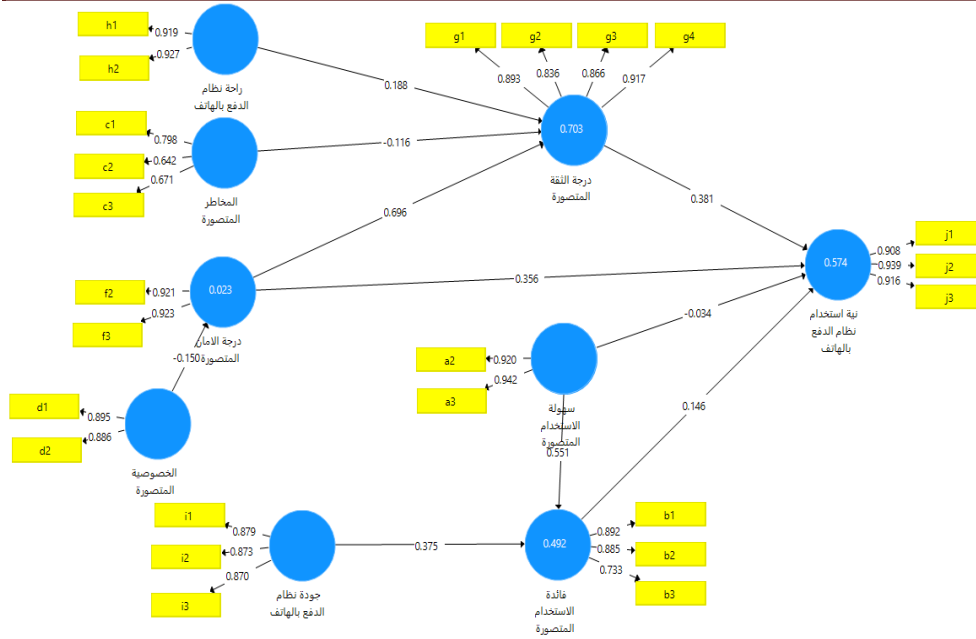 h1
0.919
h2
0.927
راحة نظام
الدفع بالهاتف
0.188
c1
0.798
c2
0.642
c3
0.671
المخاطر
المتصورة
-0.116
g1
g2
g3
g4
0.893
0.836
0.866
0.917
0.703
درجة الثقة
المتصورة
0.381
0.696
f2
0.921
f3
0.923
0.023
درجة الامان
المتصورة
-0.150
0.356
0.574
نية استخدام
نظام الدفع
بالهاتف
j1
0.908
j2
0.939
j3
0.916
d1
0.895
d2
0.886
الخصوصية
المتصورة
a2
0.920
a3
0.942
سهولة
الاستخدام
المتصورة
-0.034
0.551
0.146
i1
0.879
i2
0.873
i3
0.870
جودة نظام
الدفع بالهاتف
0.375
0.492
فائدة
الاستخدام
المتصورة
b1
0.892
b2
0.885
b3
0.733